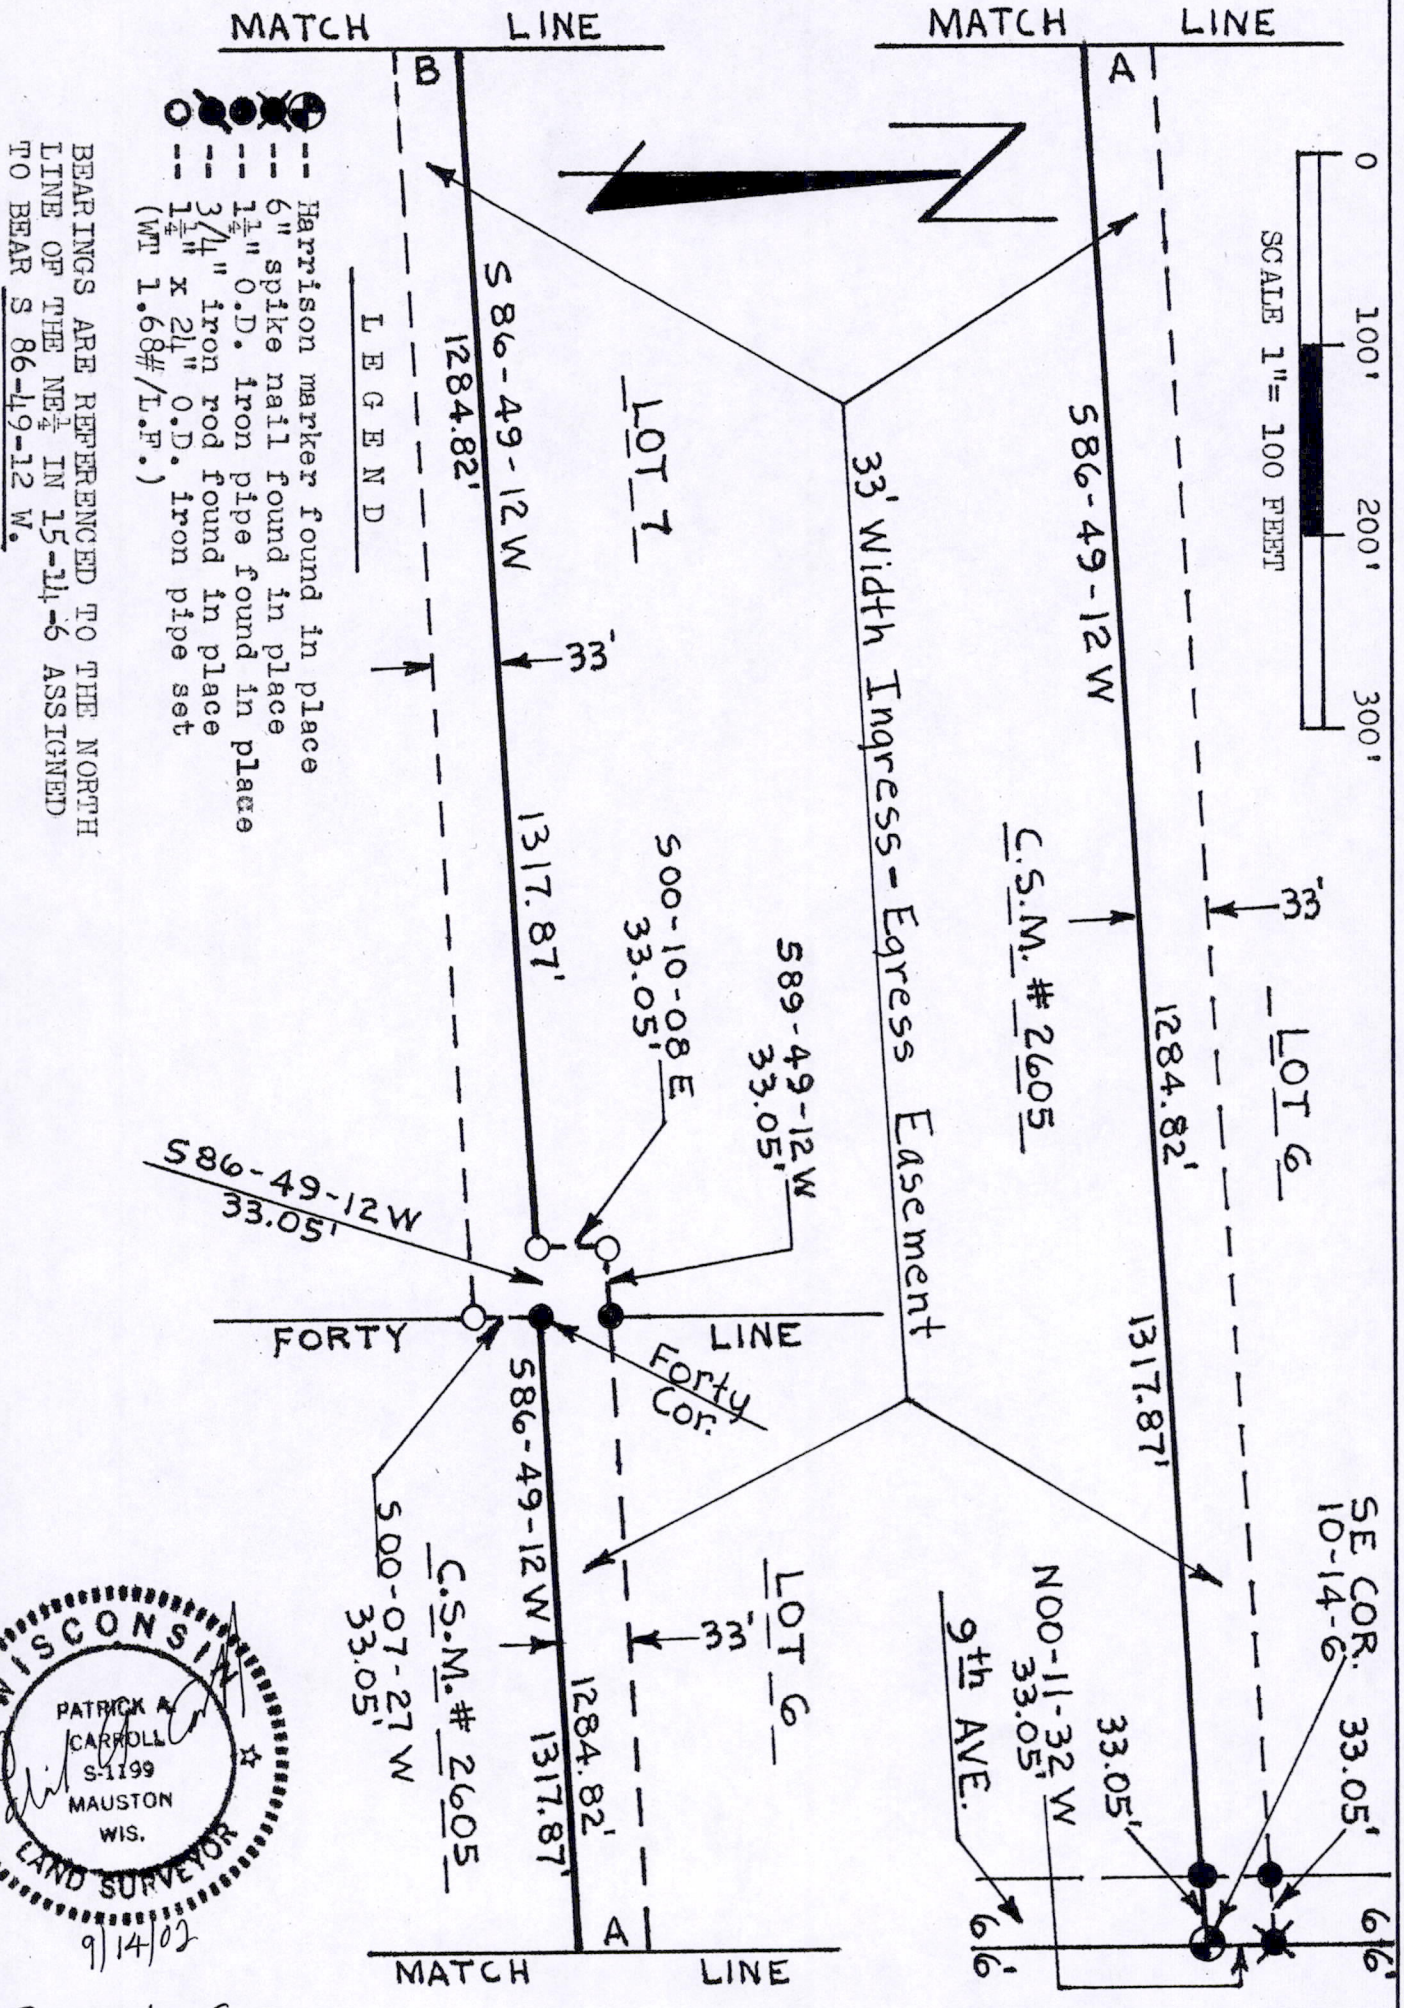 MATCH LINE
B
MATCH LINE
A
0 100' 200' 300'
SCALE 1"= 100 FEET
S86-49-12W
1284.82'
1317.87'
33'
LOT 6
C.S.M. # 2605
SE COR.
10-14-6
33.05'
33.05'
N00-11-32W
33.05'
9th AVE.
66'
66'
33' Width Ingress-Egress Easement
LOT 7
S86-49-12W
1284.82'
1317.87'
33'
S00-10-08E
33.05'
S89-49-12W
33.05'
S86-49-12W
33.05'
FORTY LINE
Forty
Cor.
S86-49-12W
1284.82'
1317.87'
33'
LOT 6
S00-07-27W
33.05'
C.S.M. # 2605
A
MATCH LINE
LEGEND
-- Harrison marker found in place
-- 6" spike nail found in place
-- 1¼" O.D. iron pipe found in place
-- 3/4" iron rod found in place
-- 1¼" x 24" O.D. iron pipe set
(WT 1.68#/L.F.)
BEARINGS ARE REFERENCED TO THE NORTH
LINE OF THE NE¼ IN 15-14-6 ASSIGNED
TO BEAR S 86-49-12 W.
WISCONSIN
PATRICK A.
CARROLL
S-1199
MAUSTON
WIS.
LAND SURVEYOR
9/14/02